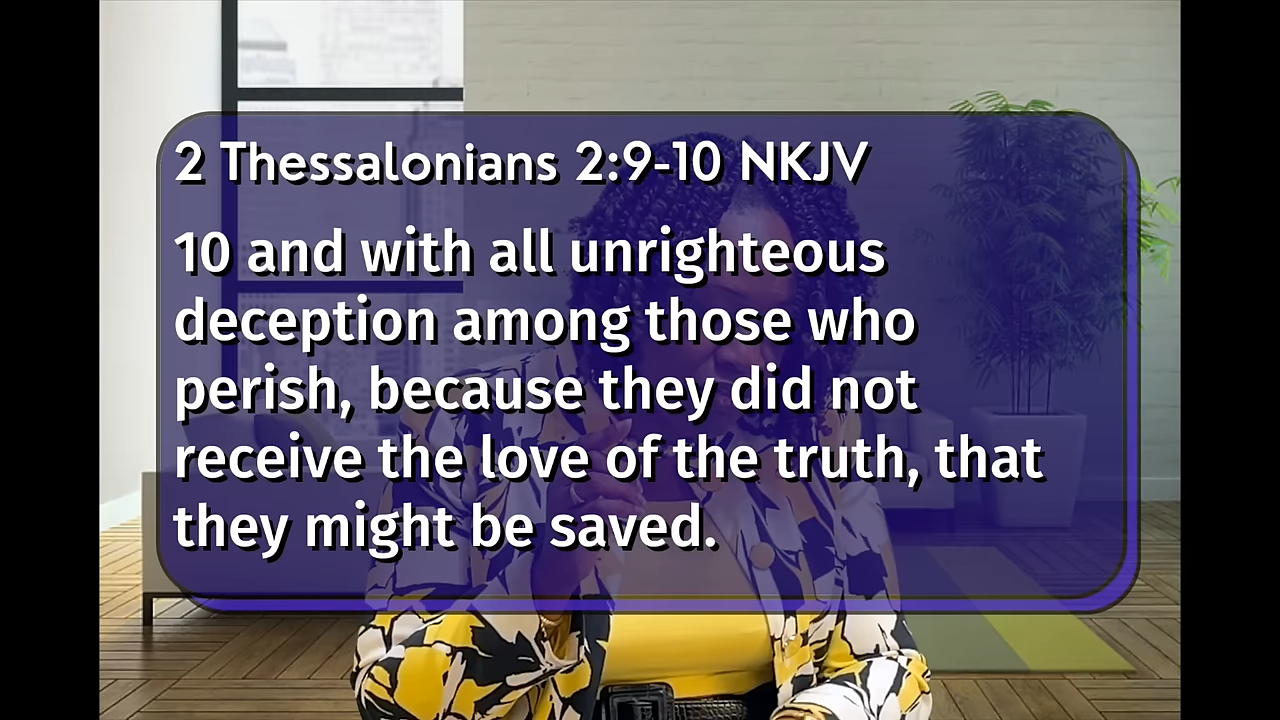 2 Thessalonians 2:9-10 NKJV
10 and with all unrighteous
deception among those who
perish, because they did not
receive the love of the truth, that
they might be saved.